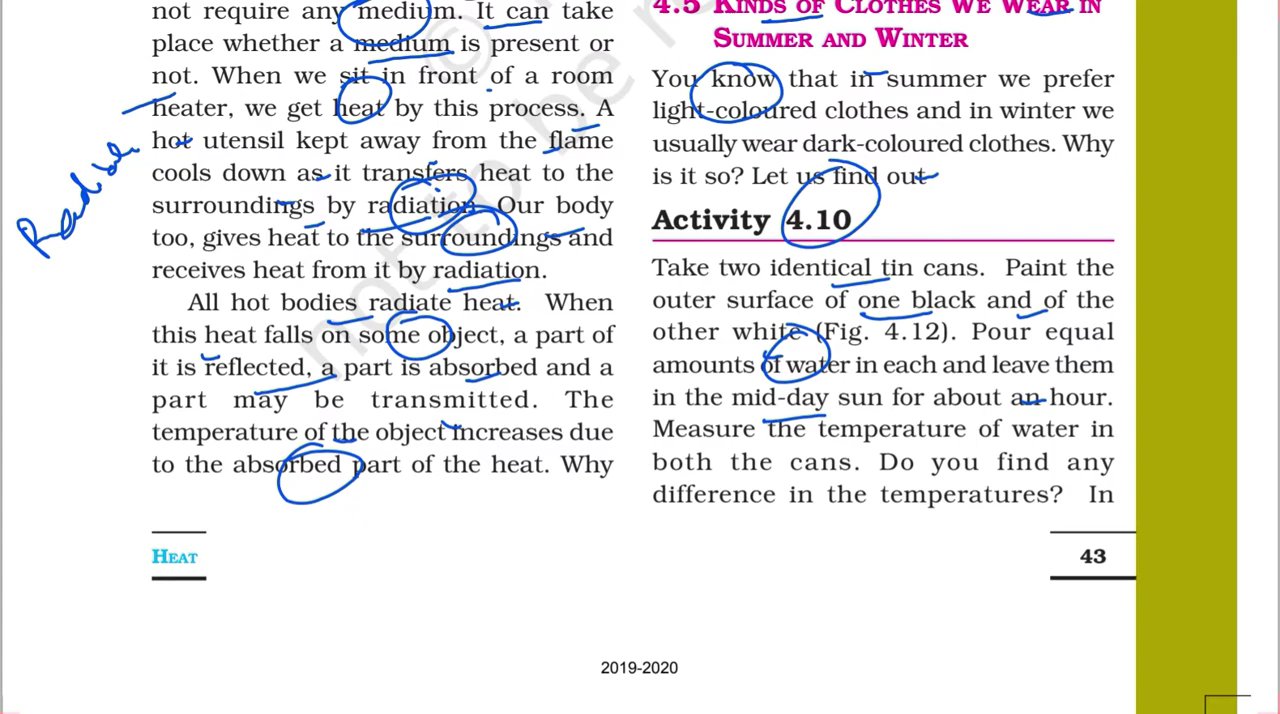 not require any medium. It can take
place whether a medium is present or
not. When we sit in front of a room
heater, we get heat by this process. A
hot utensil kept away from the flame
cools down as it transfers heat to the
surroundings by radiation. Our body
too, gives heat to the surroundings and
receives heat from it by radiation.
All hot bodies radiate heat. When
this heat falls on some object, a part of
it is reflected, a part is absorbed and a
part may be transmitted. The
temperature of the object increases due
to the absorbed part of the heat. Why
HEAT
4.5 KINDS OF CLOTHES WE WEAR IN
SUMMER AND WINTER
You know that in summer we prefer
light-coloured clothes and in winter we
usually wear dark-coloured clothes. Why
is it so? Let us find out
Activity 4.10
Take two identical tin cans. Paint the
outer surface of one black and of the
other white (Fig. 4.12). Pour equal
amounts of water in each and leave them
in the mid-day sun for about an hour.
Measure the temperature of water in
both the cans. Do you find any
difference in the temperatures? In
43
2019-2020